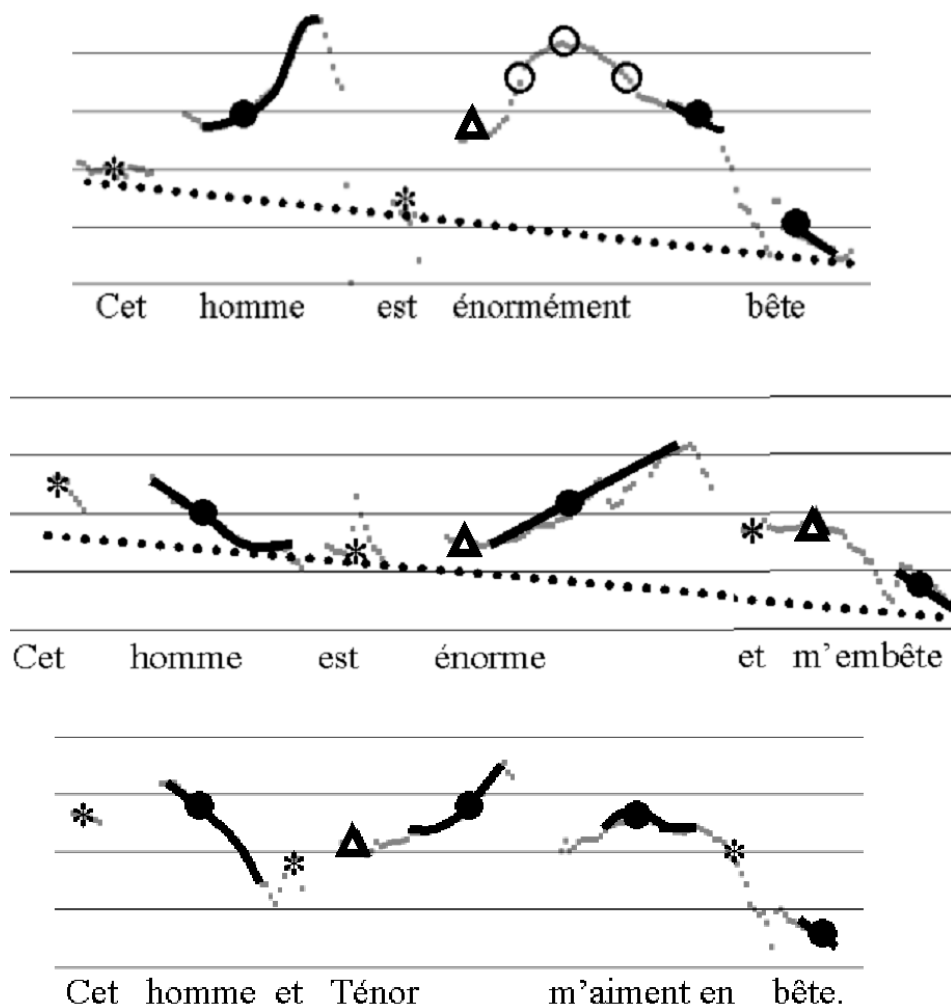 Cet homme est énormément bête
Cet homme est énorme et m'embête
Cet homme et Ténor m'aiment en bête.